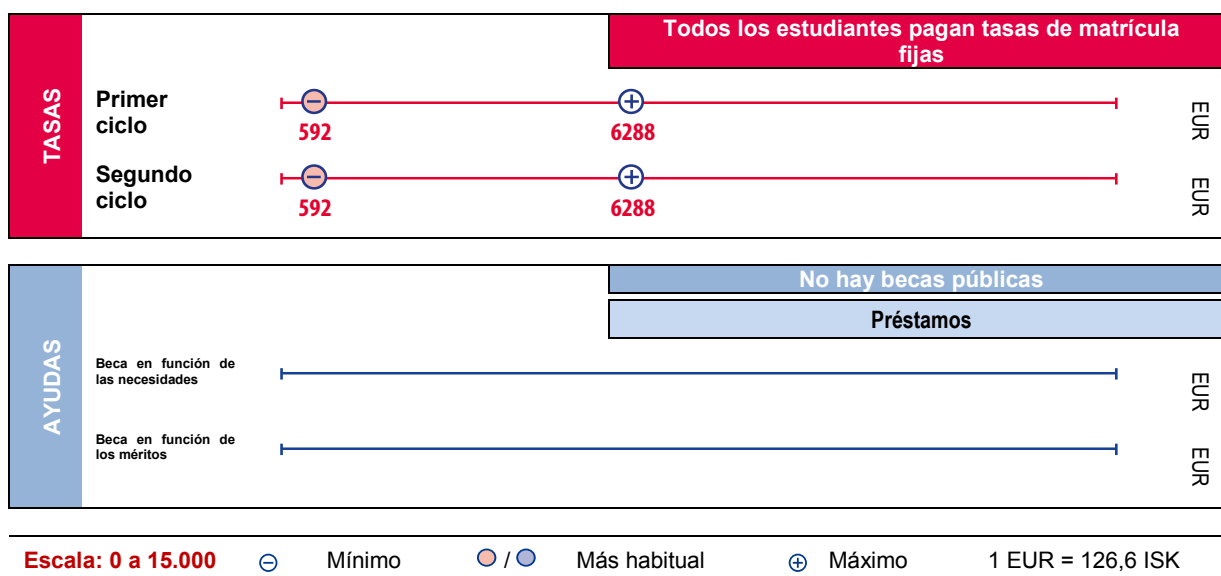 Todos los estudiantes pagan tasas de matrícula
fijas
TASAS
Primer
ciclo
592
6288
EUR
Segundo
ciclo
592
6288
EUR
No hay becas públicas
Préstamos
AYUDAS
Beca en función de
las necesidades
EUR
Beca en función de
los méritos
EUR
Escala: 0 a 15.000 ⊖ Mínimo / Más habitual ⊕ Máximo 1 EUR = 126,6 ISK